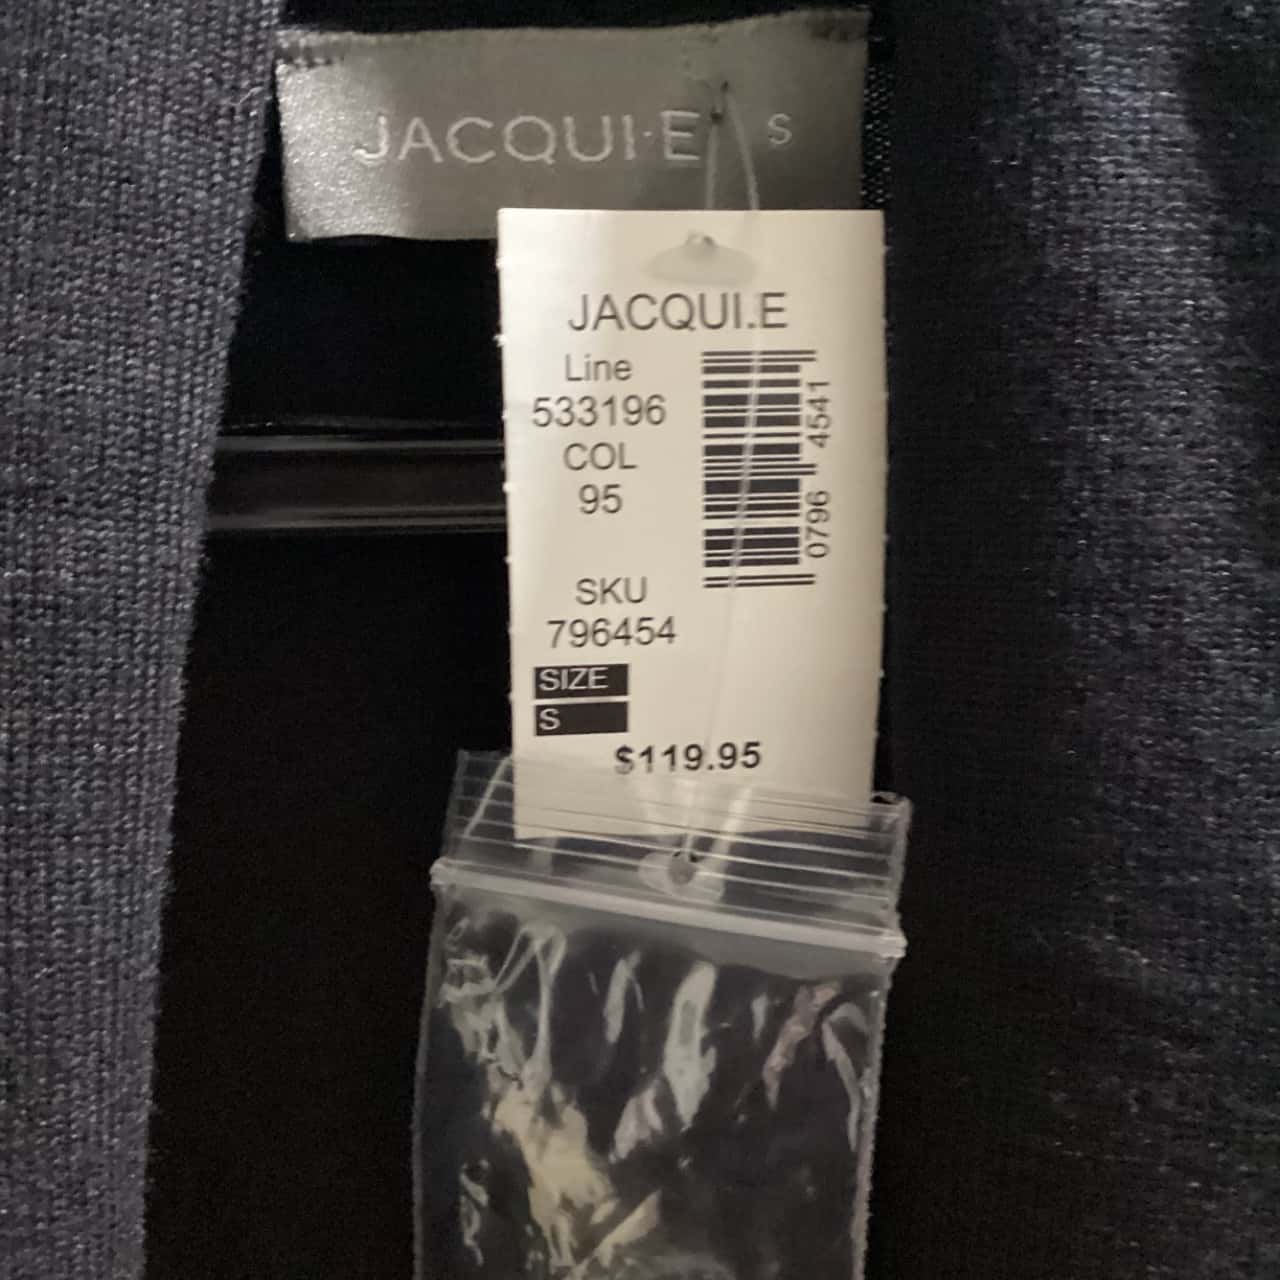 JACQUI·E S
JACQUI.E
Line
533196
COL
95
0796 4541
SKU
796454
SIZE
S
$119.95